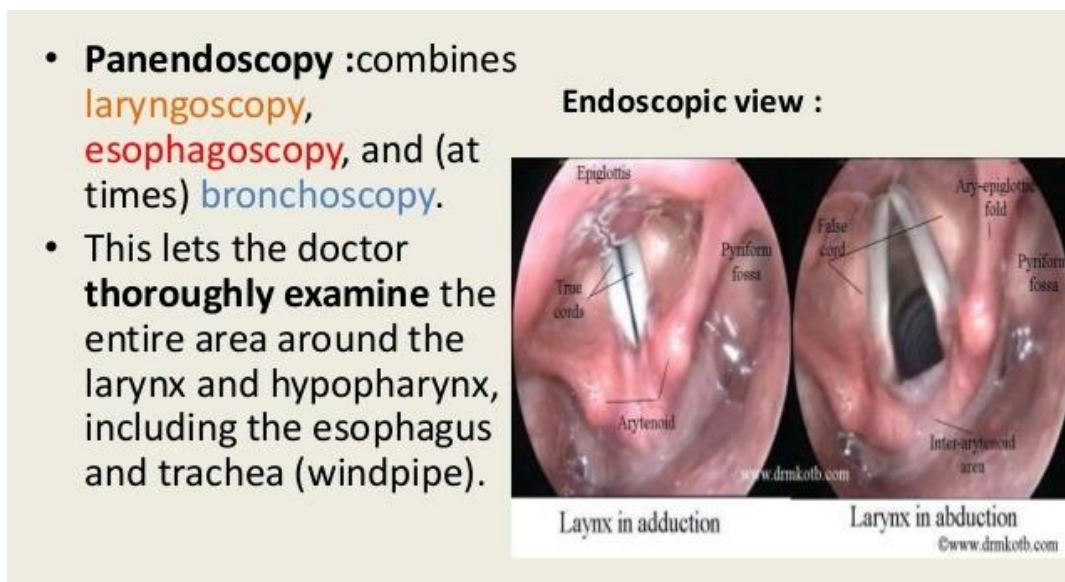 • Panendoscopy :combines
laryngoscopy,
esophagoscopy, and (at
times) bronchoscopy.
• This lets the doctor
thoroughly examine the
entire area around the
larynx and hypopharynx,
including the esophagus
and trachea (windpipe).
Endoscopic view :
Epiglottis
True
cords
Pyriform
fossa
Arytenoid
www.drmkotb.com
Laynx in adduction
Ary-epiglottic
fold
False
cord
Pyriform
fossa
Inter-arytenoid
area
Larynx in abduction
©www.drmkotb.com